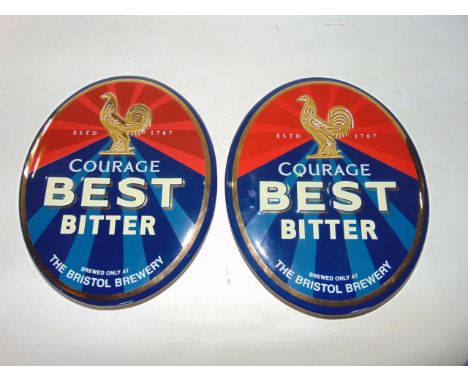 ESTD 1787
COURAGE
BEST
BITTER
BREWED ONLY AT
THE BRISTOL BREWERY
ESTD 1787
COURAGE
BEST
BITTER
BREWED ONLY AT
THE BRISTOL BREWERY